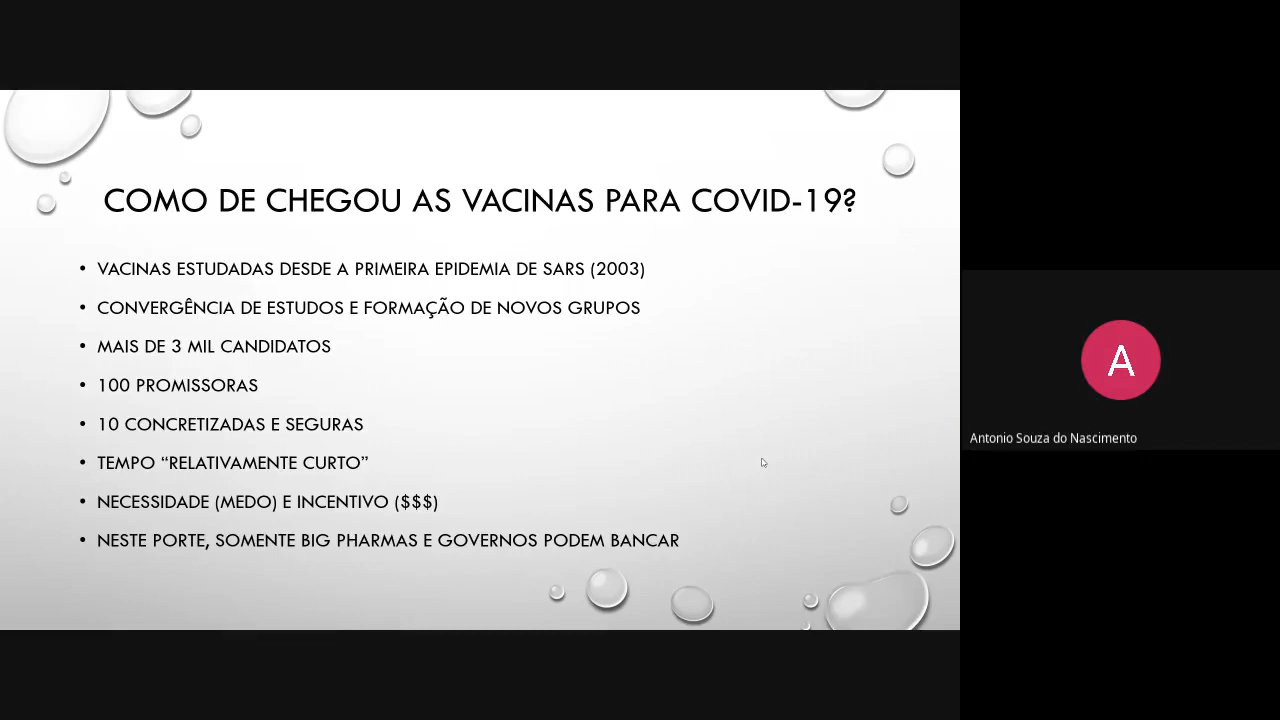 COMO DE CHEGOU AS VACINAS PARA COVID-19?
• VACINAS ESTUDADAS DESDE A PRIMEIRA EPIDEMIA DE SARS (2003)
• CONVERGÊNCIA DE ESTUDOS E FORMAÇÃO DE NOVOS GRUPOS
• MAIS DE 3 MIL CANDIDATOS
• 100 PROMISSORAS
• 10 CONCRETIZADAS E SEGURAS
• TEMPO “RELATIVAMENTE CURTO”
• NECESSIDADE (MEDO) E INCENTIVO ($$$)
• NESTE PORTE, SOMENTE BIG PHARMAS E GOVERNOS PODEM BANCAR
A
Antonio Souza do Nascimento